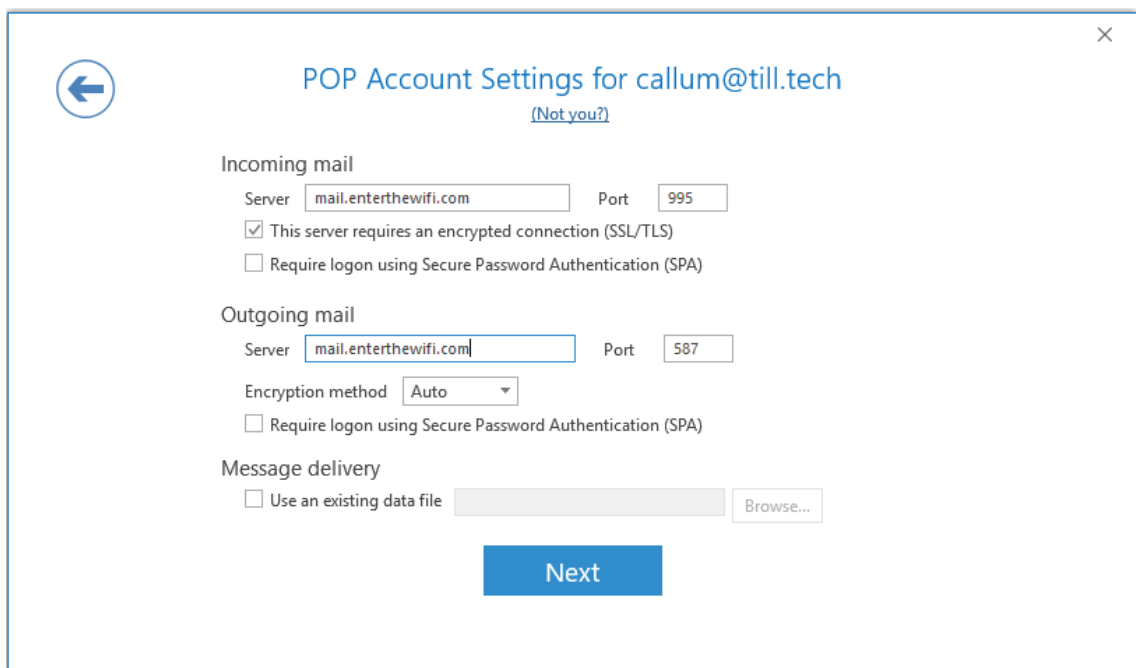 POP Account Settings for callum@till.tech
(Not you?)
Incoming mail
Server mail.enterthewifi.com Port 995
This server requires an encrypted connection (SSL/TLS)
Require logon using Secure Password Authentication (SPA)
Outgoing mail
Server mail.enterthewifi.com Port 587
Encryption method Auto
Require logon using Secure Password Authentication (SPA)
Message delivery
Use an existing data file Browse...
Next